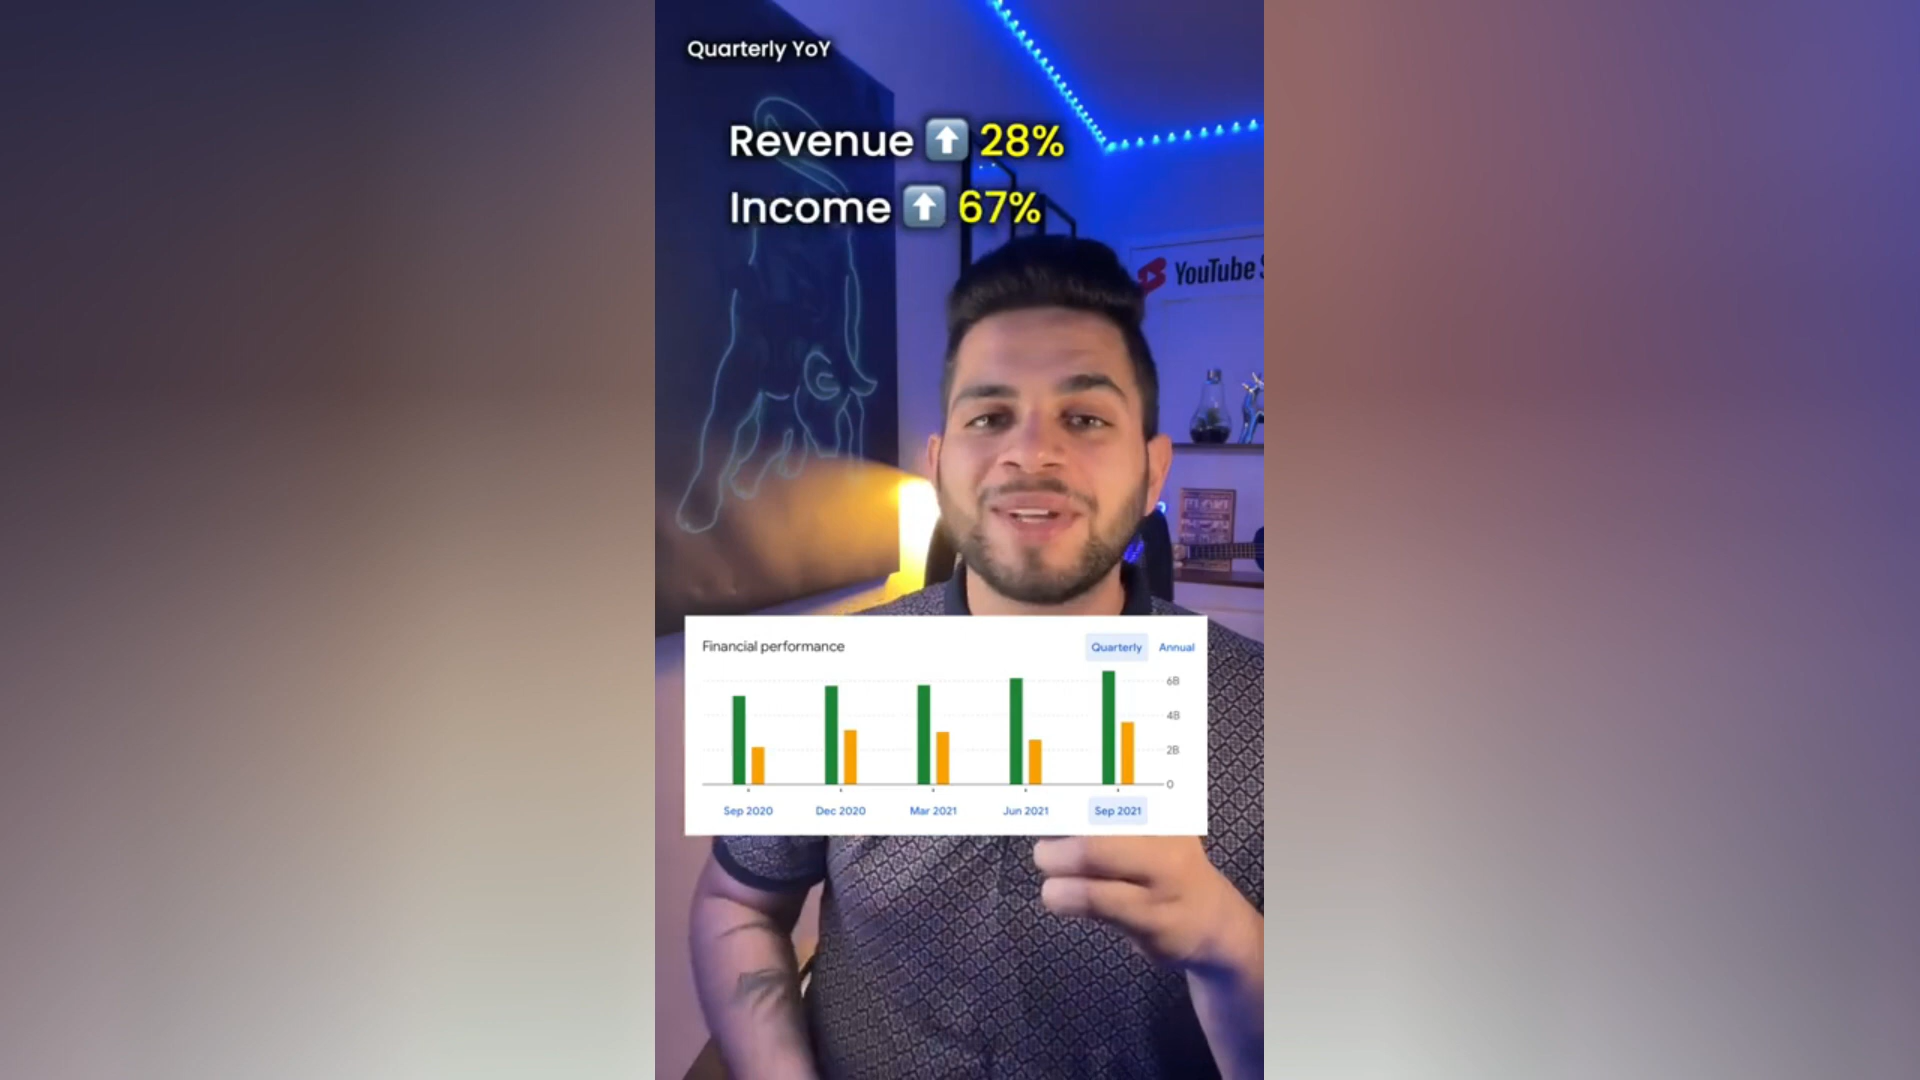 Quarterly YoY
Revenue ⬆ 28%
Income ⬆ 67%
YouTube
Financial performance
Quarterly Annual
6B
4B
2B
0
Sep 2020 Dec 2020 Mar 2021 Jun 2021 Sep 2021